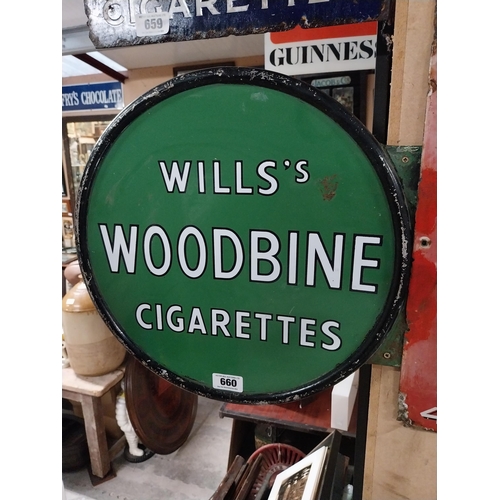 CIGARETTE
659
GUINNESS
FRY'S CHOCOLATE
WILLS'S
WOODBINE
CIGARETTES
660